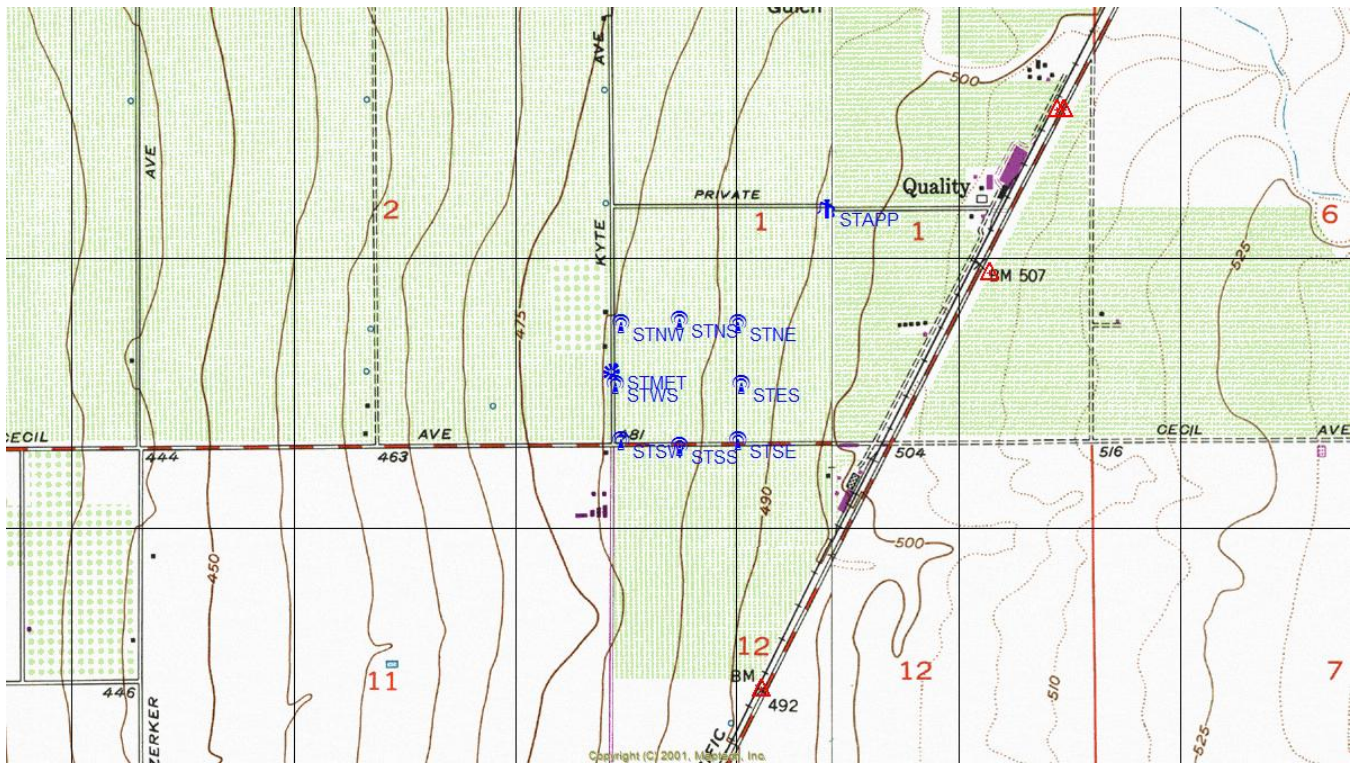 Gulch
AVE
500
AVE
2
PRIVATE
Quality
1
STAPP
1
6
KYTE
525
BM 507
475
STNW
STNS
STNE
STMET
STWS
STES
CECIL
AVE
481
CECIL
AVE
444
463
STSW
STSS
STSE
504
516
490
450
500
12
11
BM
12
7
446
492
510
ZERKER
FIC
525
Copyright (C) 2001, Maptech, Inc.